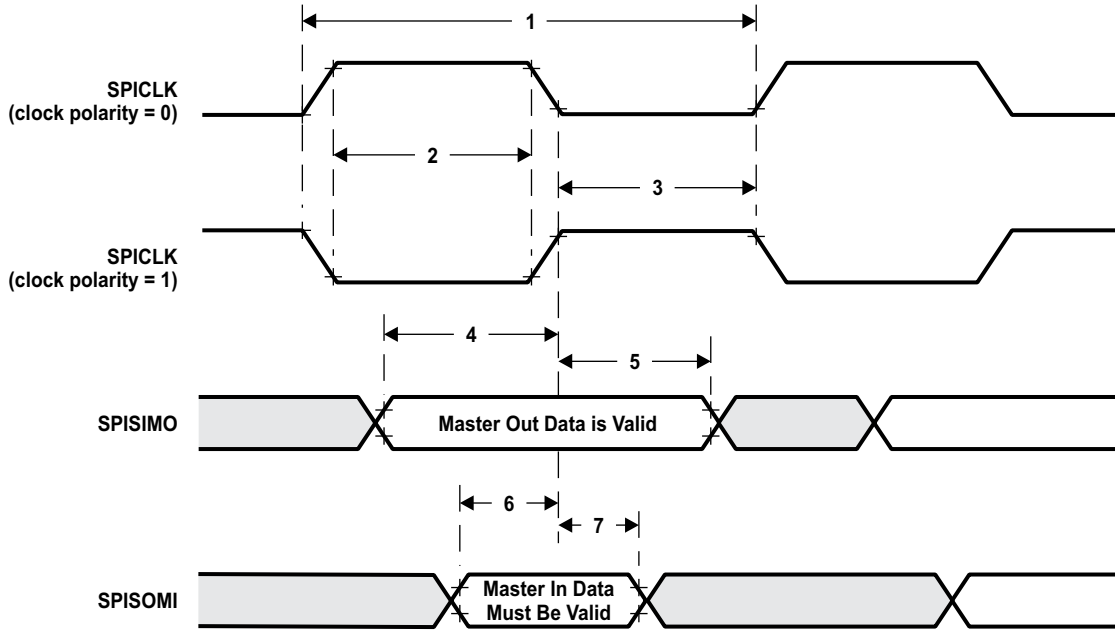 1
SPICLK
(clock polarity = 0)
2
3
SPICLK
(clock polarity = 1)
4
5
SPISIMO
Master Out Data is Valid
6
7
SPISOMI
Master In Data
Must Be Valid